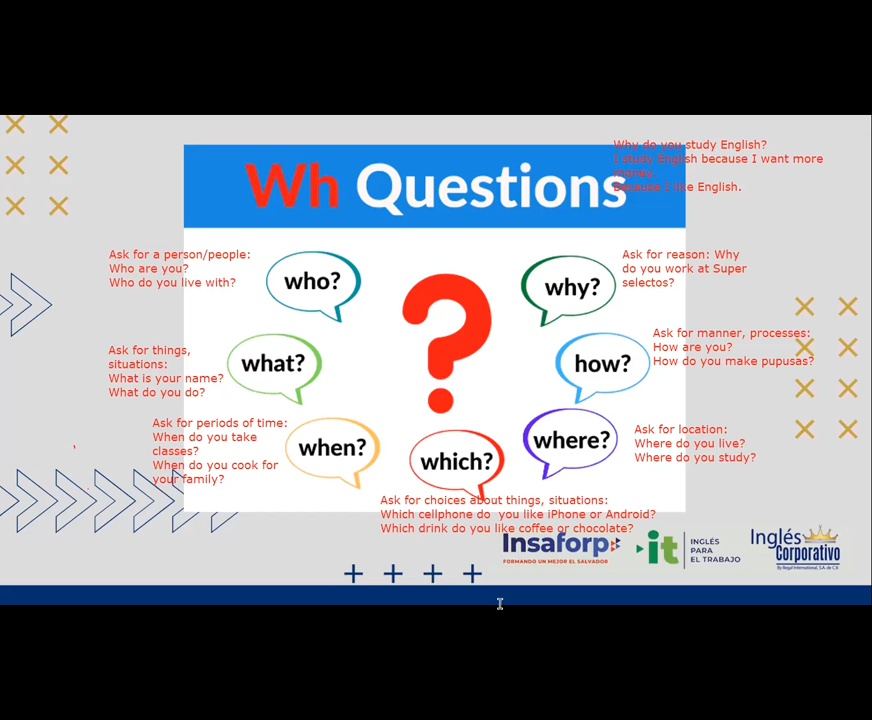 Why do you study English?
I study English because I want more
money.
Because I like English.
Wh Questions
Ask for a person/people:
Who are you?
Who do you live with?
who?
why?
Ask for reason: Why
do you work at Super
selectos?
Ask for things,
situations:
What is your name?
What do you do?
what?
how?
Ask for manner, processes:
How are you?
How do you make pupusas?
Ask for periods of time:
When do you take
classes?
When do you cook for
your family?
when?
which?
where?
Ask for location:
Where do you live?
Where do you study?
Ask for choices about things, situations:
Which cellphone do  you like iPhone or Android?
Which drink do you like coffee or chocolate?
Insaforp
FORMANDO UN MEJOR EL SALVADOR
it
INGLÉS
PARA
EL TRABAJO
Inglés
Corporativo
By Regal International, S.A. de C.V.